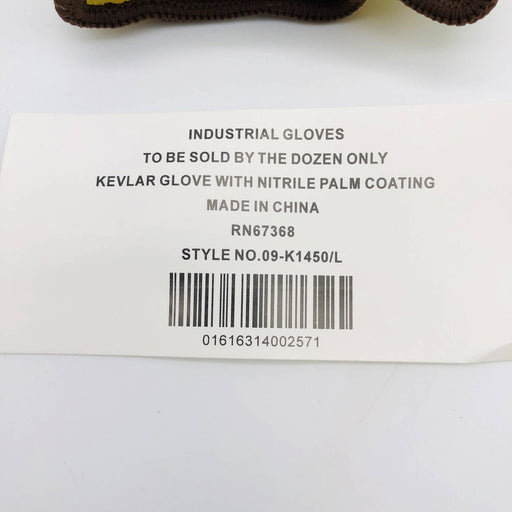 INDUSTRIAL GLOVES
TO BE SOLD BY THE DOZEN ONLY
KEVLAR GLOVE WITH NITRILE PALM COATING
MADE IN CHINA
RN67368
STYLE NO.09-K1450/L
01616314002571